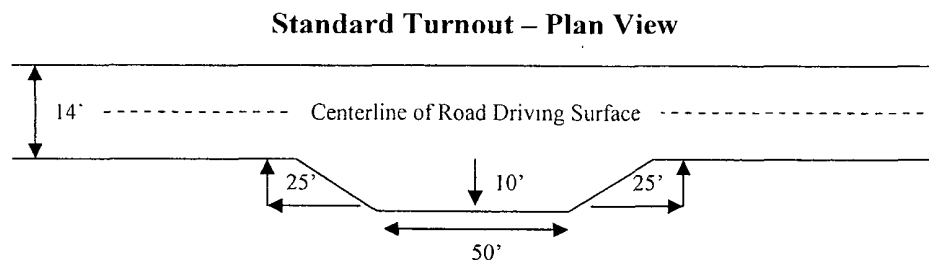 Standard Turnout – Plan View
14'
Centerline of Road Driving Surface
25'
10'
25'
50'